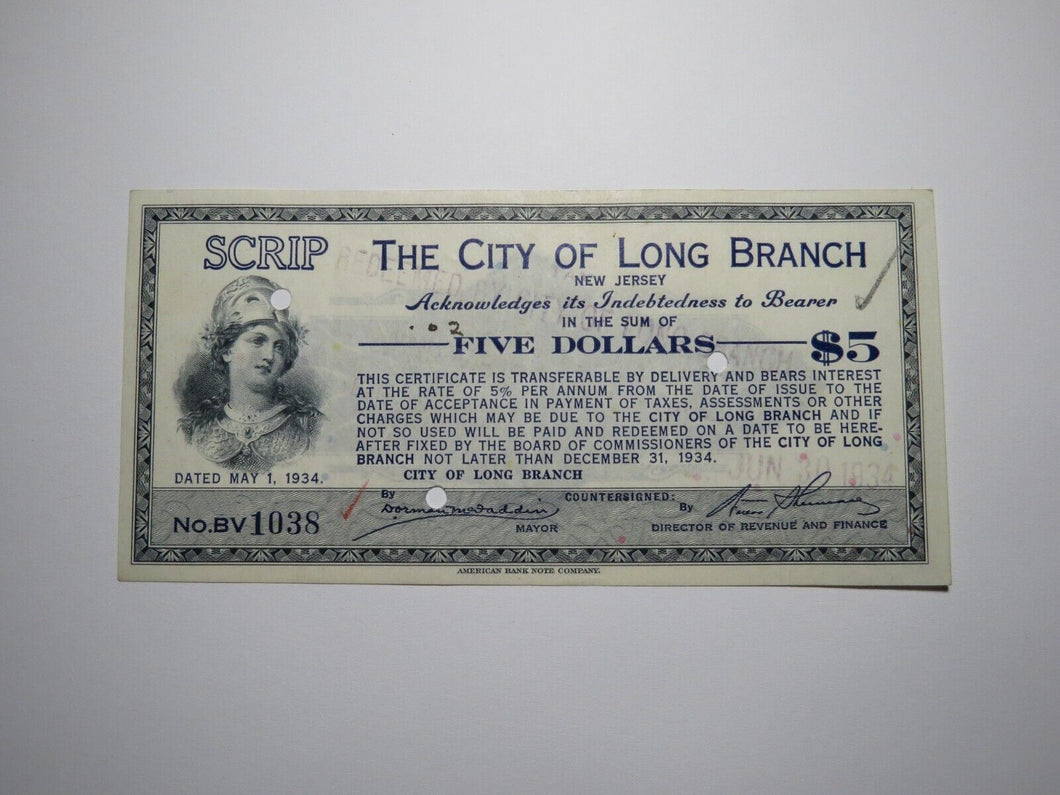 SCRIP
THE CITY OF LONG BRANCH
NEW JERSEY
Acknowledges its Indebtedness to Bearer
IN THE SUM OF
.02
FIVE DOLLARS $5
THIS CERTIFICATE IS TRANSFERABLE BY DELIVERY AND BEARS INTEREST
AT THE RATE OF 5% PER ANNUM FROM THE DATE OF ISSUE TO THE
DATE OF ACCEPTANCE IN PAYMENT OF TAXES, ASSESSMENTS OR OTHER
CHARGES WHICH MAY BE DUE TO THE CITY OF LONG BRANCH AND IF
NOT SO USED WILL BE PAID AND REDEEMED ON A DATE TO BE HERE-
AFTER FIXED BY THE BOARD OF COMMISSIONERS OF THE CITY OF LONG
BRANCH NOT LATER THAN DECEMBER 31, 1934.
JUN 30 1934
DATED MAY 1, 1934.
CITY OF LONG BRANCH
By
Dorman McFaddin
MAYOR
COUNTERSIGNED:
By
DIRECTOR OF REVENUE AND FINANCE
No.BV1038
AMERICAN BANK NOTE COMPANY.